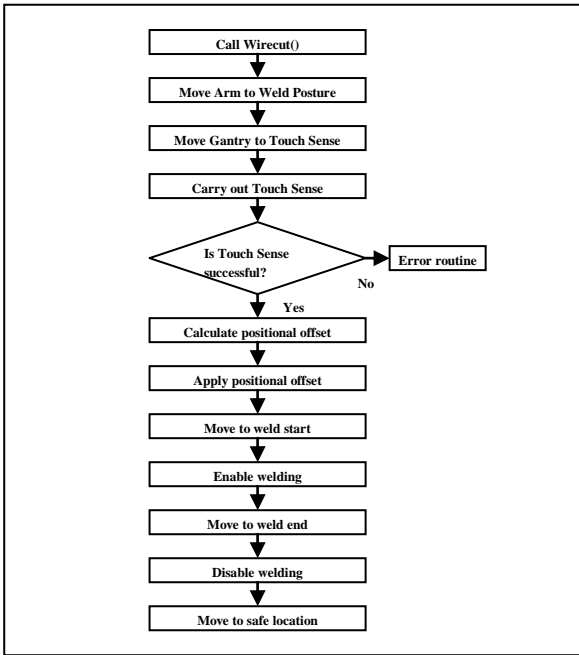 Call Wirecut()
Move Arm to Weld Posture
Move Gantry to Touch Sense
Carry out Touch Sense
Is Touch Sense
successful?
Error routine
No
Yes
Calculate positional offset
Apply positional offset
Move to weld start
Enable welding
Move to weld end
Disable welding
Move to safe location